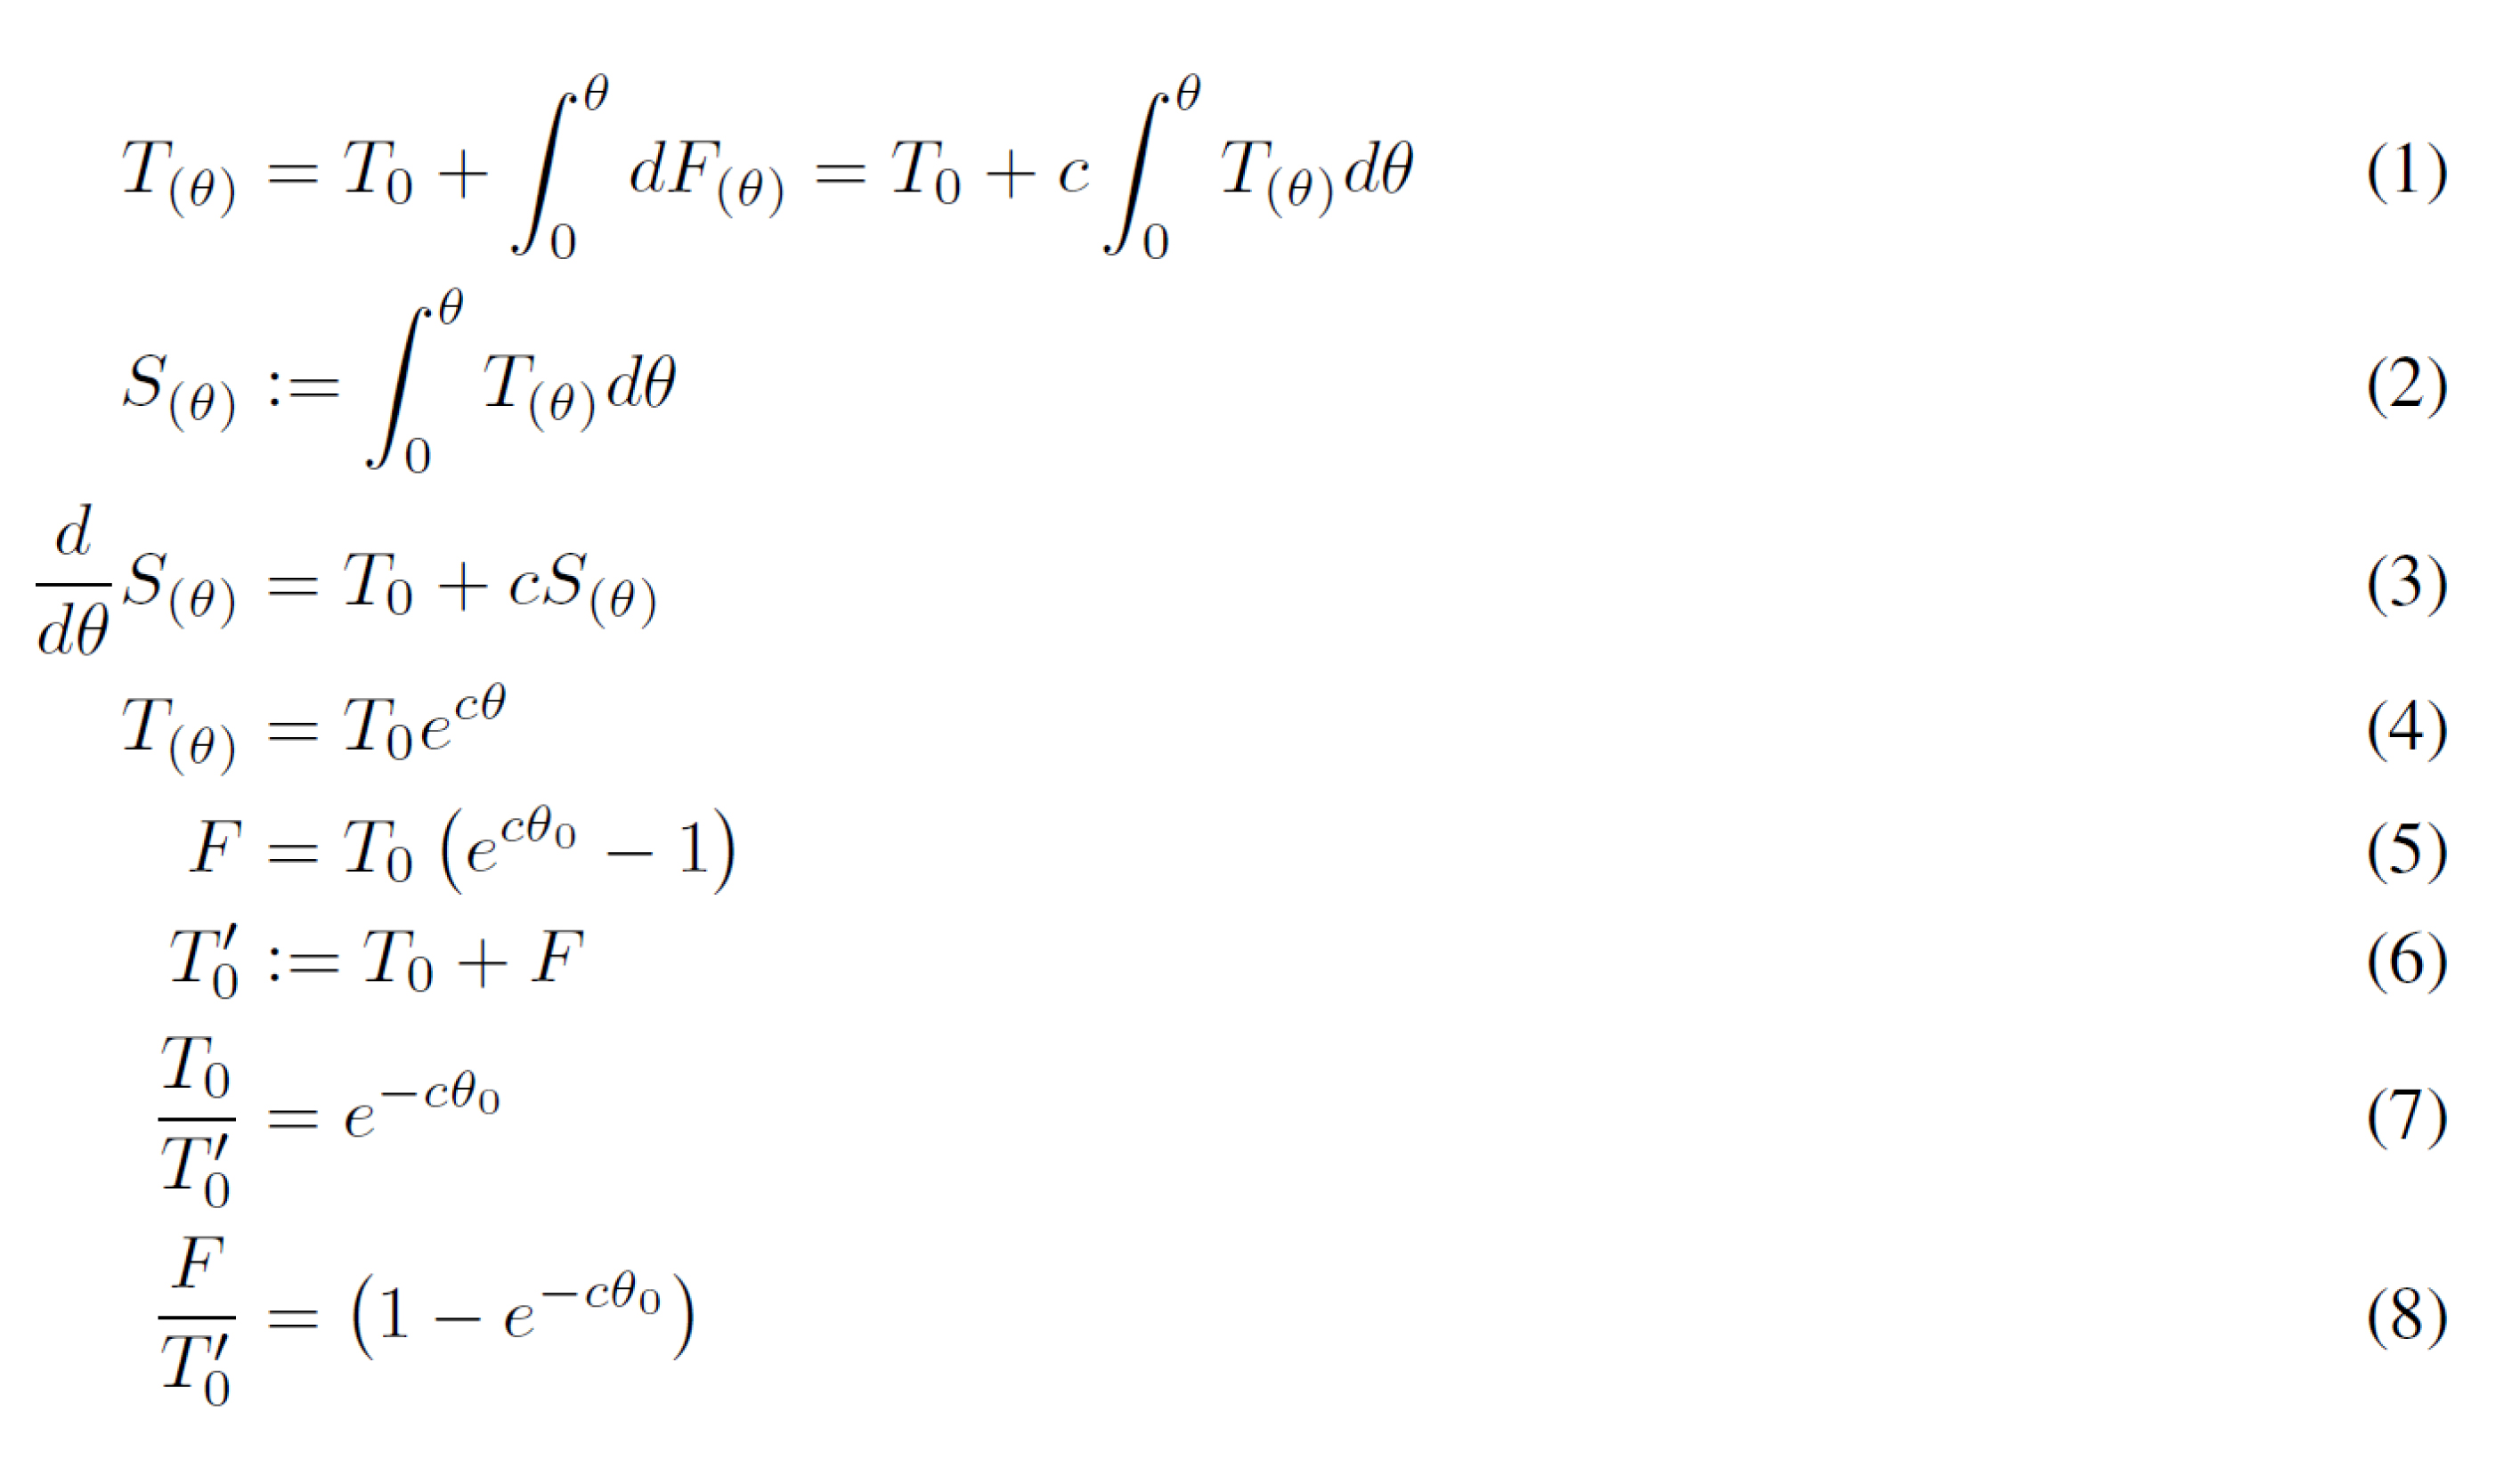 $T_{(\theta)} = T_0 + \int_0^{\theta} dF_{(\theta)} = T_0 + c \int_0^{\theta} T_{(\theta)} d\theta$ (1)
$S_{(\theta)} := \int_0^{\theta} T_{(\theta)} d\theta$ (2)
$\frac{d}{d\theta} S_{(\theta)} = T_0 + c S_{(\theta)}$ (3)
$T_{(\theta)} = T_0 e^{c\theta}$ (4)
$F = T_0 \left( e^{c\theta_0} - 1 \right)$ (5)
$T_0' := T_0 + F$ (6)
$\frac{T_0}{T_0'} = e^{-c\theta_0}$ (7)
$\frac{F}{T_0'} = \left( 1 - e^{-c\theta_0} \right)$ (8)